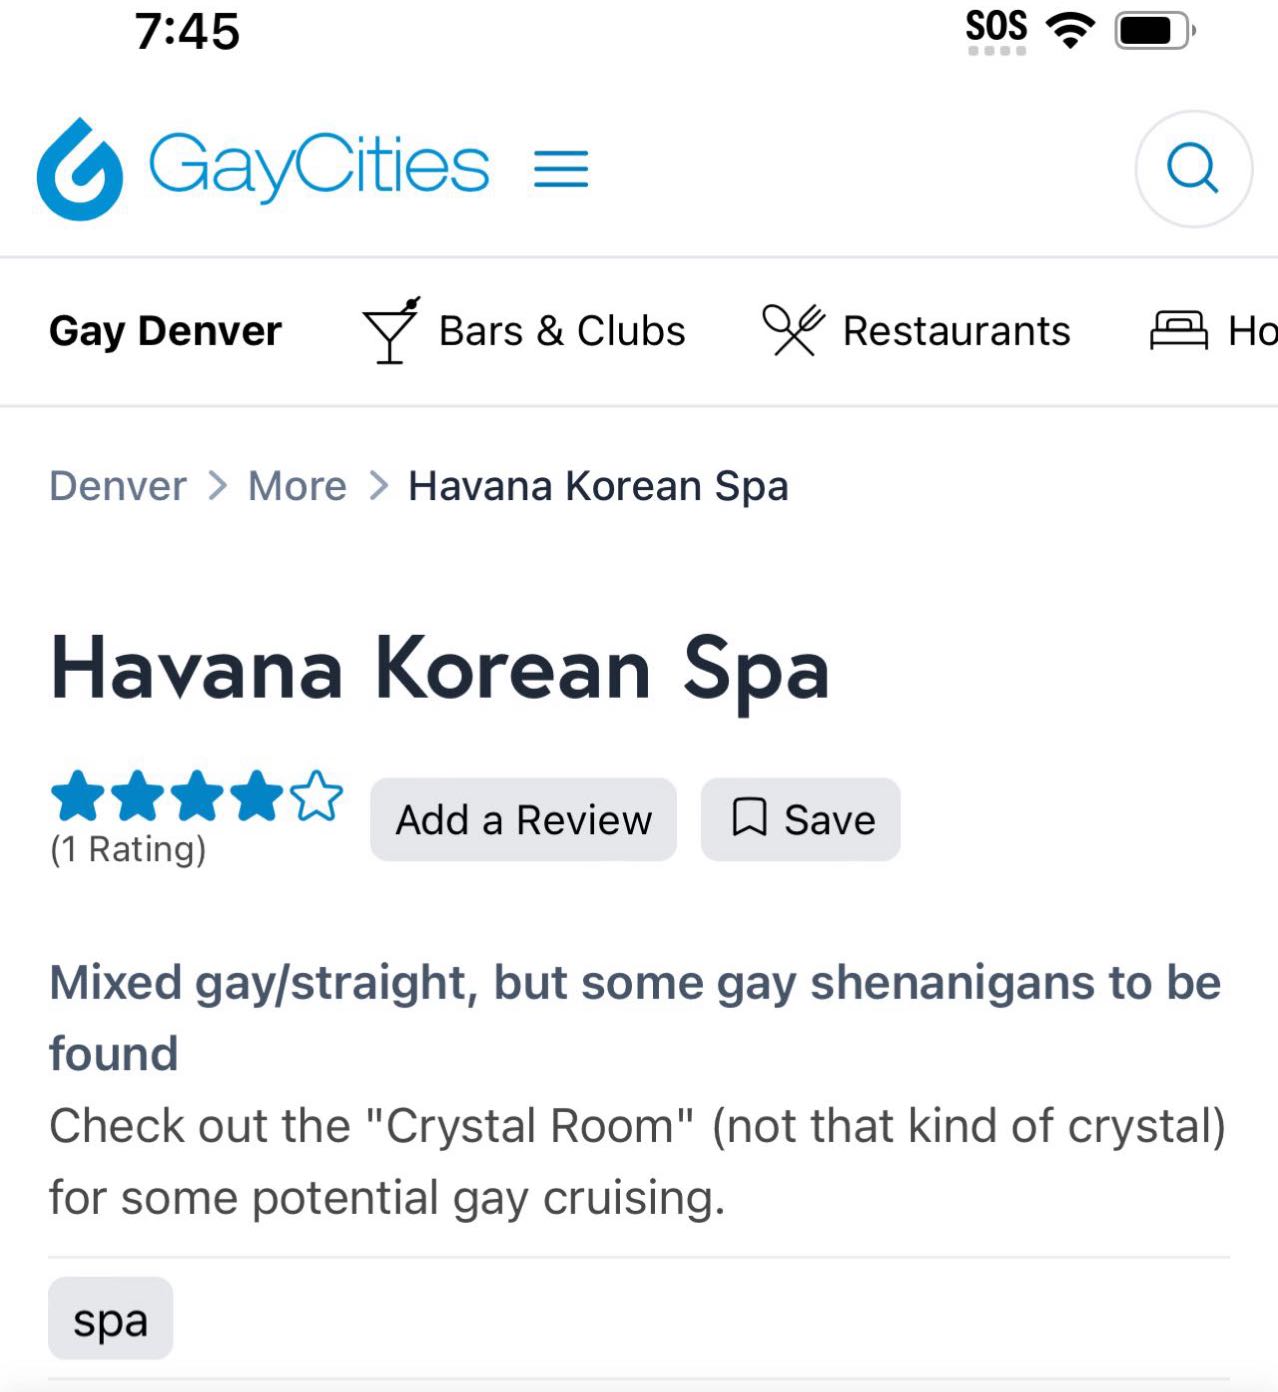 7:45
SOS
GayCities
Gay Denver
Bars & Clubs
Restaurants
Ho
Denver > More > Havana Korean Spa
Havana Korean Spa
(1 Rating)
Add a Review
Save
Mixed gay/straight, but some gay shenanigans to be
found
Check out the "Crystal Room" (not that kind of crystal)
for some potential gay cruising.
spa